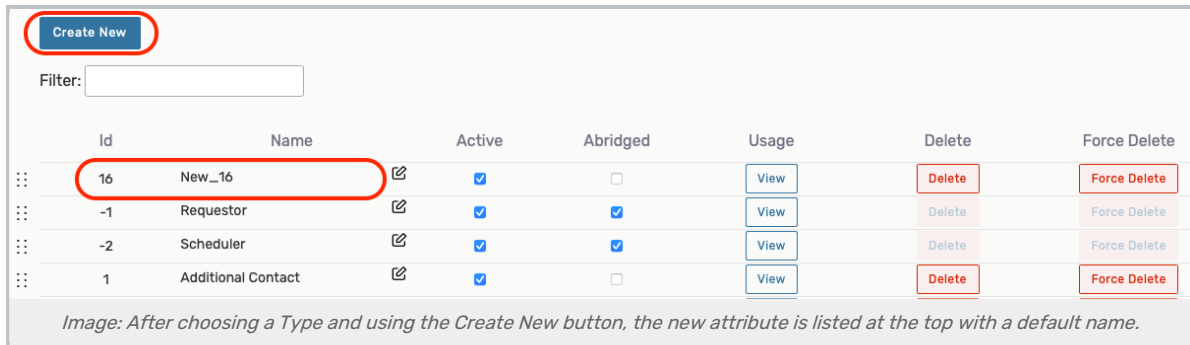 Create New
Filter:
Id Name Active Abridged Usage Delete Force Delete
16 New_16 View Delete Force Delete
-1 Requestor View Delete Force Delete
-2 Scheduler View Delete Force Delete
1 Additional Contact View Delete Force Delete
Image: After choosing a Type and using the Create New button, the new attribute is listed at the top with a default name.